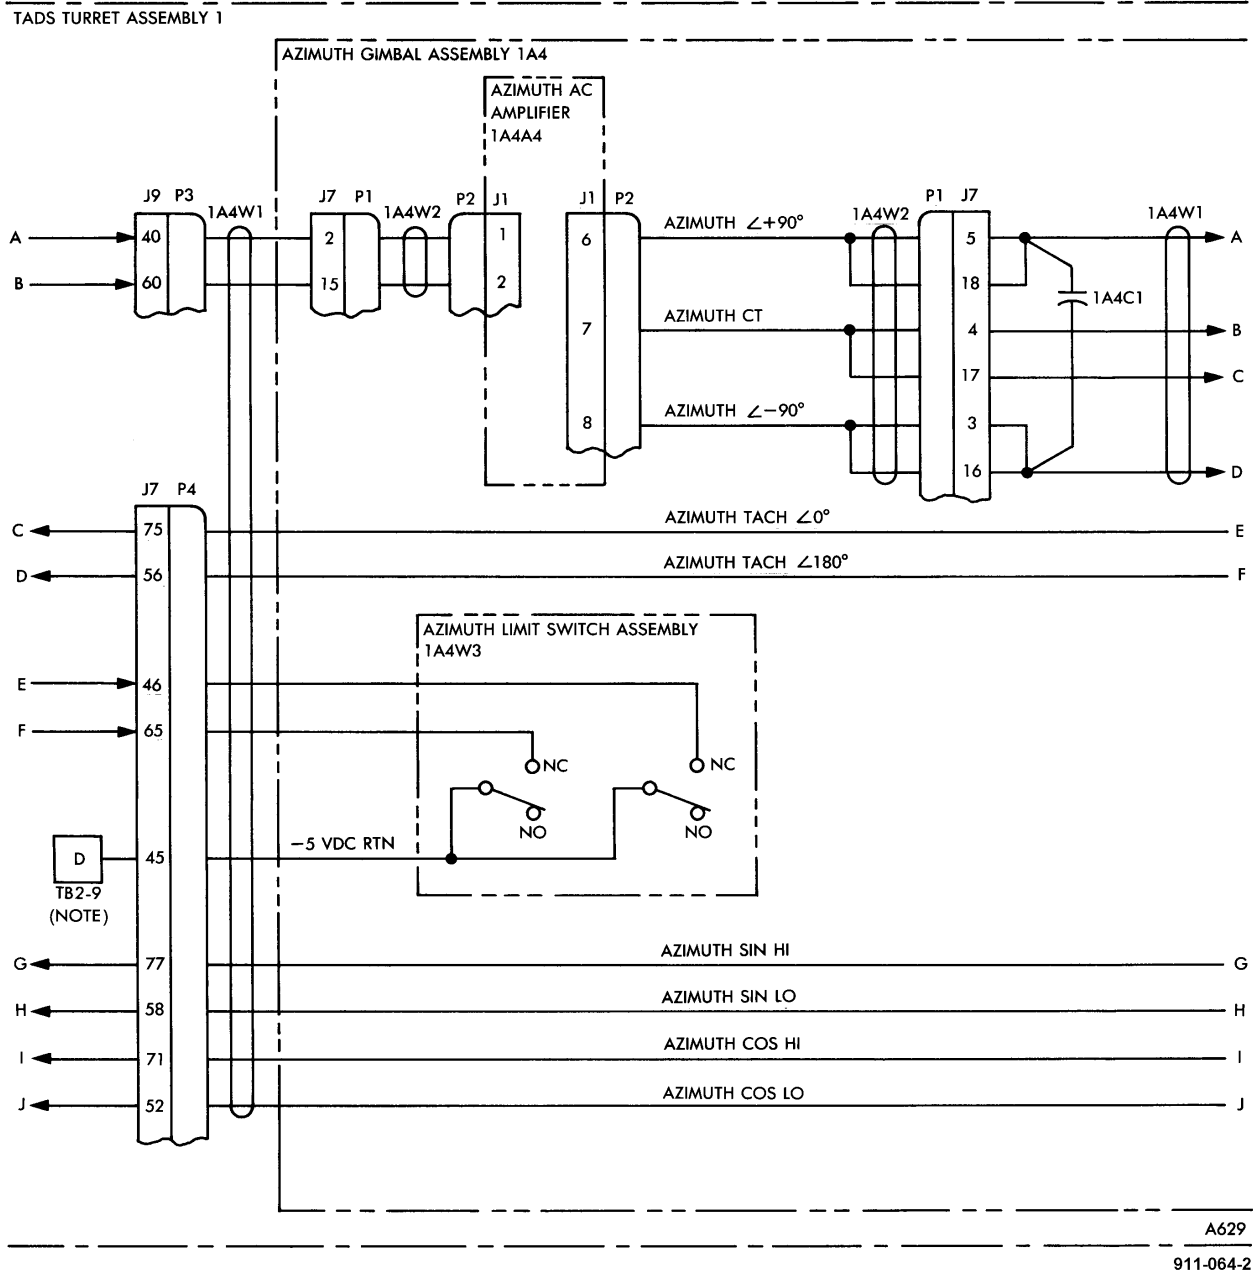 TADS TURRET ASSEMBLY 1
AZIMUTH GIMBAL ASSEMBLY 1A4
AZIMUTH AC
AMPLIFIER
1A4A4
J9 P3
1A4W1
J7 P1
1A4W2
P2 J1
J1 P2
AZIMUTH ∠+90°
1A4W2
P1 J7
1A4W1
A 40 2 1 6 5 A
B 60 15 2 18
1A4C1
AZIMUTH CT
7 4 B
17 C
AZIMUTH ∠−90°
8 3
16 D
J7 P4
C 75 AZIMUTH TACH ∠0° E
D 56 AZIMUTH TACH ∠180° F
AZIMUTH LIMIT SWITCH ASSEMBLY
1A4W3
E 46
F 65
NC NC
NO NO
D 45 −5 VDC RTN
TB2-9
(NOTE)
G 77 AZIMUTH SIN HI G
H 58 AZIMUTH SIN LO H
I 71 AZIMUTH COS HI I
J 52 AZIMUTH COS LO J
A629
911-064-2